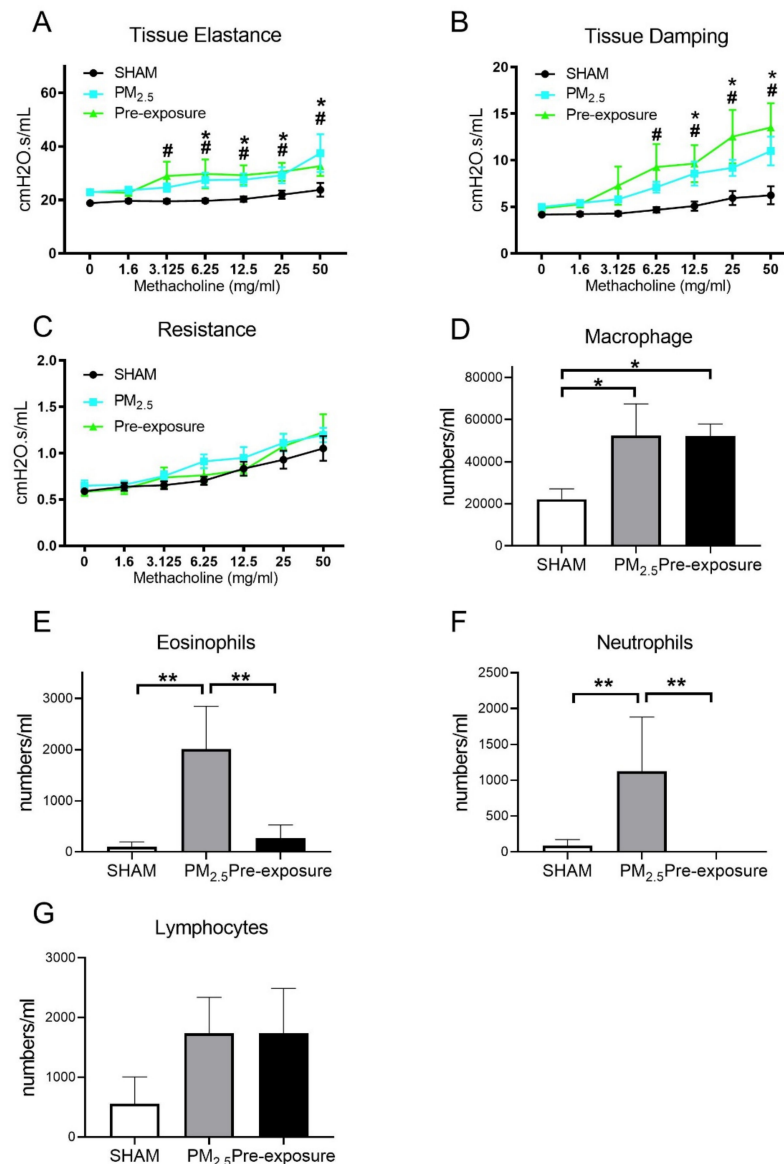 A
Tissue Elastance
SHAM
PM2.5
Pre-exposure
cmH2O.s/mL
60
40
20
0
# * # * # * # * #
0 1.6 3.125 6.25 12.5 25 50
Methacholine (mg/ml)
B
Tissue Damping
SHAM
PM2.5
Pre-exposure
cmH2O.s/mL
20
15
10
5
0
# * # * # * #
0 1.6 3.125 6.25 12.5 25 50
Methacholine (mg/ml)
C
Resistance
SHAM
PM2.5
Pre-exposure
cmH2O.s/mL
2.0
1.5
1.0
0.5
0.0
0 1.6 3.125 6.25 12.5 25 50
Methacholine (mg/ml)
D
Macrophage
numbers/ml
80000
60000
40000
20000
0
*
*
SHAM PM2.5 Pre-exposure
E
Eosinophils
numbers/ml
3000
2000
1000
0
** **
SHAM PM2.5 Pre-exposure
F
Neutrophils
numbers/ml
2500
2000
1500
1000
500
0
** **
SHAM PM2.5 Pre-exposure
G
Lymphocytes
numbers/ml
3000
2000
1000
0
SHAM PM2.5 Pre-exposure